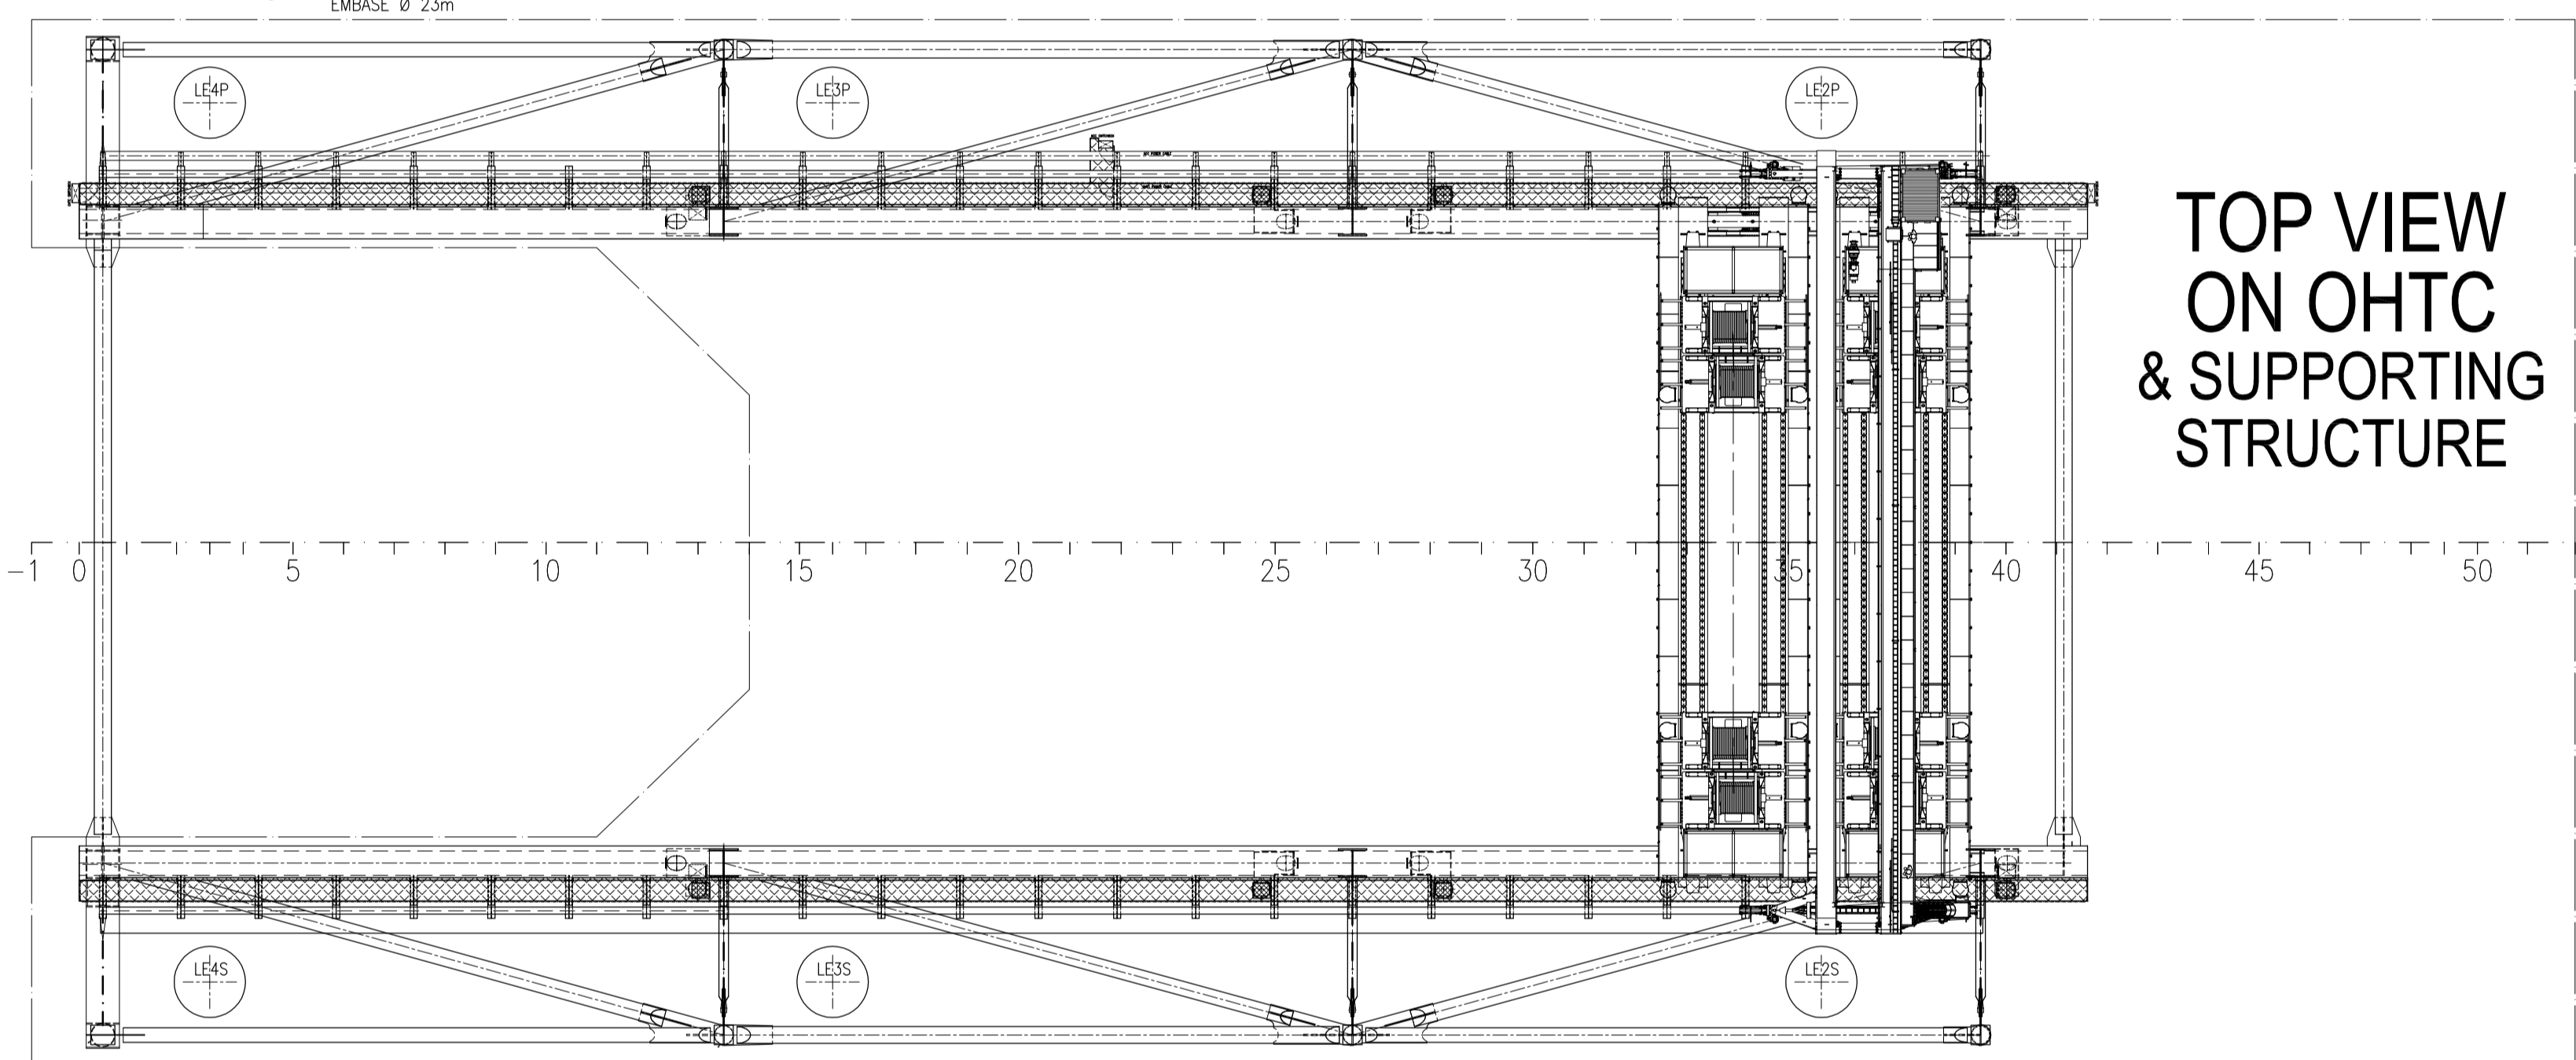 EMBASE Ø 23m
LE4P
LE3P
LE2P
TOP VIEW
ON OHTC
& SUPPORTING
STRUCTURE
-1 0 5 10 15 20 25 30 35 40 45 50
LE4S
LE3S
LE2S